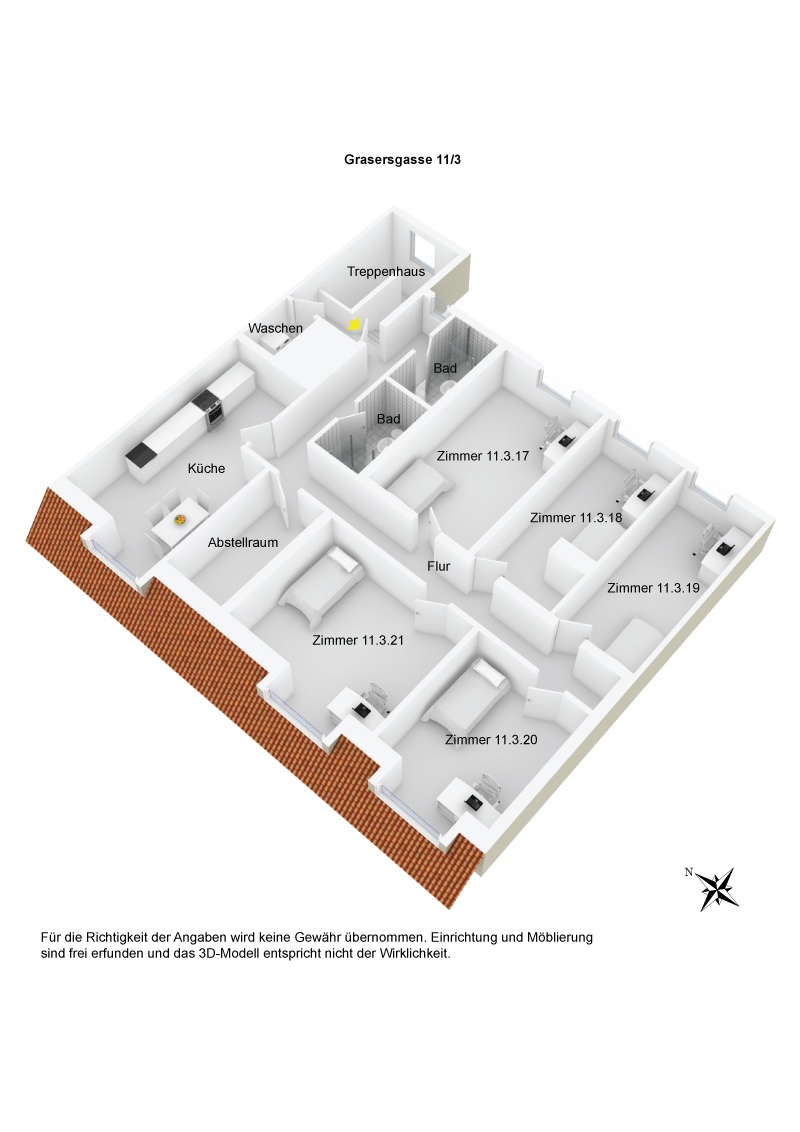 Grasersgasse 11/3
Treppenhaus
Waschen
Bad
Bad
Zimmer 11.3.17
Küche
Zimmer 11.3.18
Abstellraum
Flur
Zimmer 11.3.19
Zimmer 11.3.21
Zimmer 11.3.20
N
Für die Richtigkeit der Angaben wird keine Gewähr übernommen. Einrichtung und Möblierung
sind frei erfunden und das 3D-Modell entspricht nicht der Wirklichkeit.